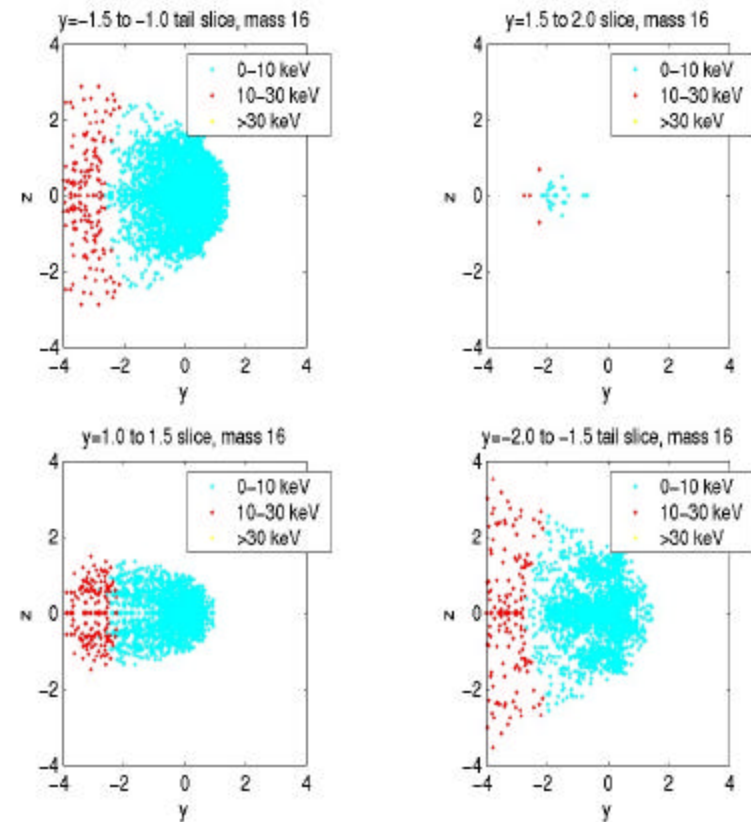 y=−1.5 to −1.0 tail slice, mass 16
4
2
0
−2
−4
z
−4 −2 0 2 4
y
0−10 keV
10−30 keV
>30 keV
y=1.5 to 2.0 slice, mass 16
4
2
0
−2
−4
z
−4 −2 0 2 4
y
0−10 keV
10−30 keV
>30 keV
y=1.0 to 1.5 slice, mass 16
4
2
0
−2
−4
z
−4 −2 0 2 4
y
0−10 keV
10−30 keV
>30 keV
y=−2.0 to −1.5 tail slice, mass 16
4
2
0
−2
−4
z
−4 −2 0 2 4
y
0−10 keV
10−30 keV
>30 keV